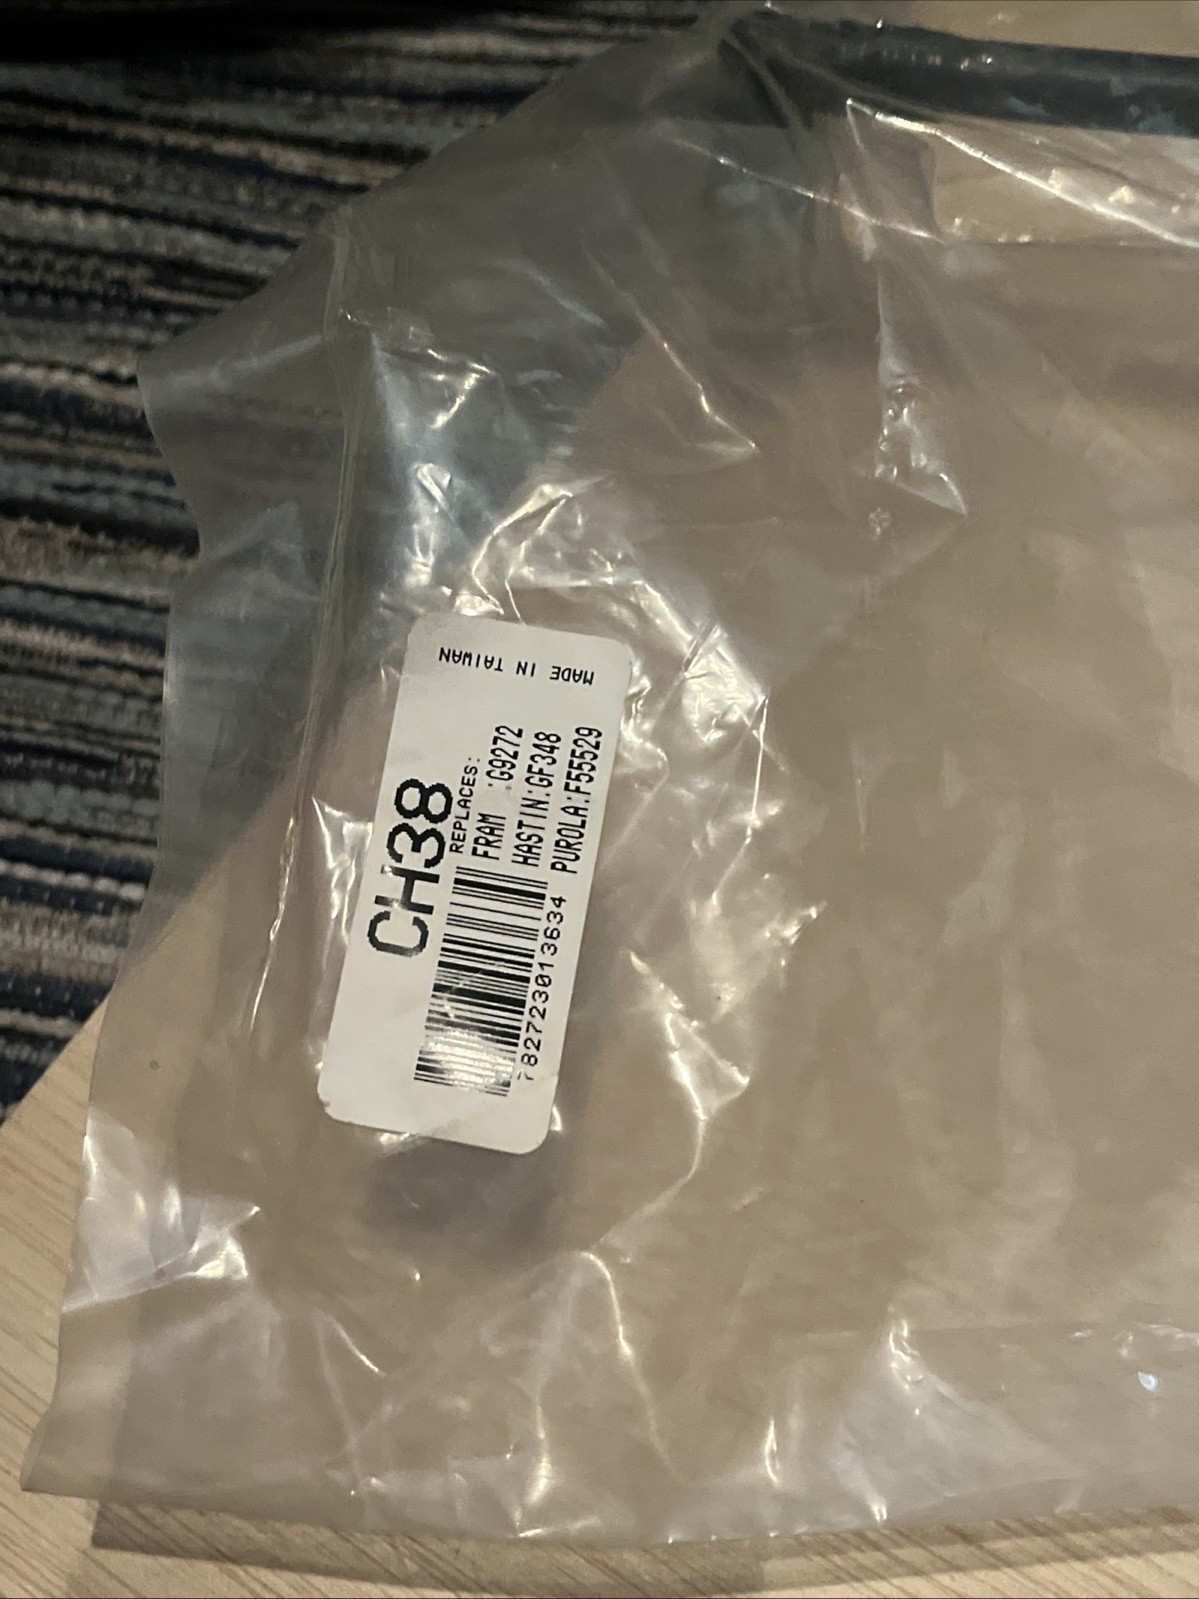 CH38
REPLACES:
FRAM :G9272
HASTIN:GF348
PUROLA:F55529
782723013634
MADE IN TAIWAN